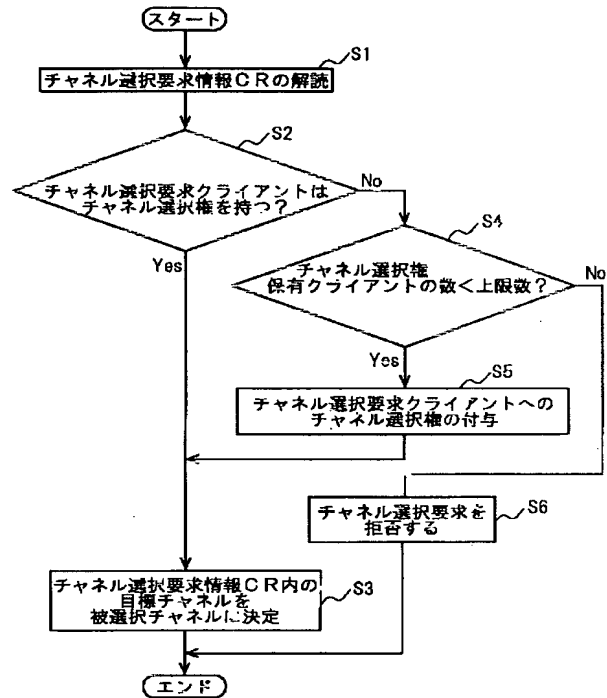 スタート
S1
チャネル選択要求情報CRの解読
S2
チャネル選択要求クライアントは
チャネル選択権を持つ?
No
Yes
S4
チャネル選択権
保有クライアントの数<上限数?
No
Yes
S5
チャネル選択要求クライアントへの
チャネル選択権の付与
S6
チャネル選択要求を
拒否する
S3
チャネル選択要求情報CR内の
目標チャネルを
被選択チャネルに決定
エンド